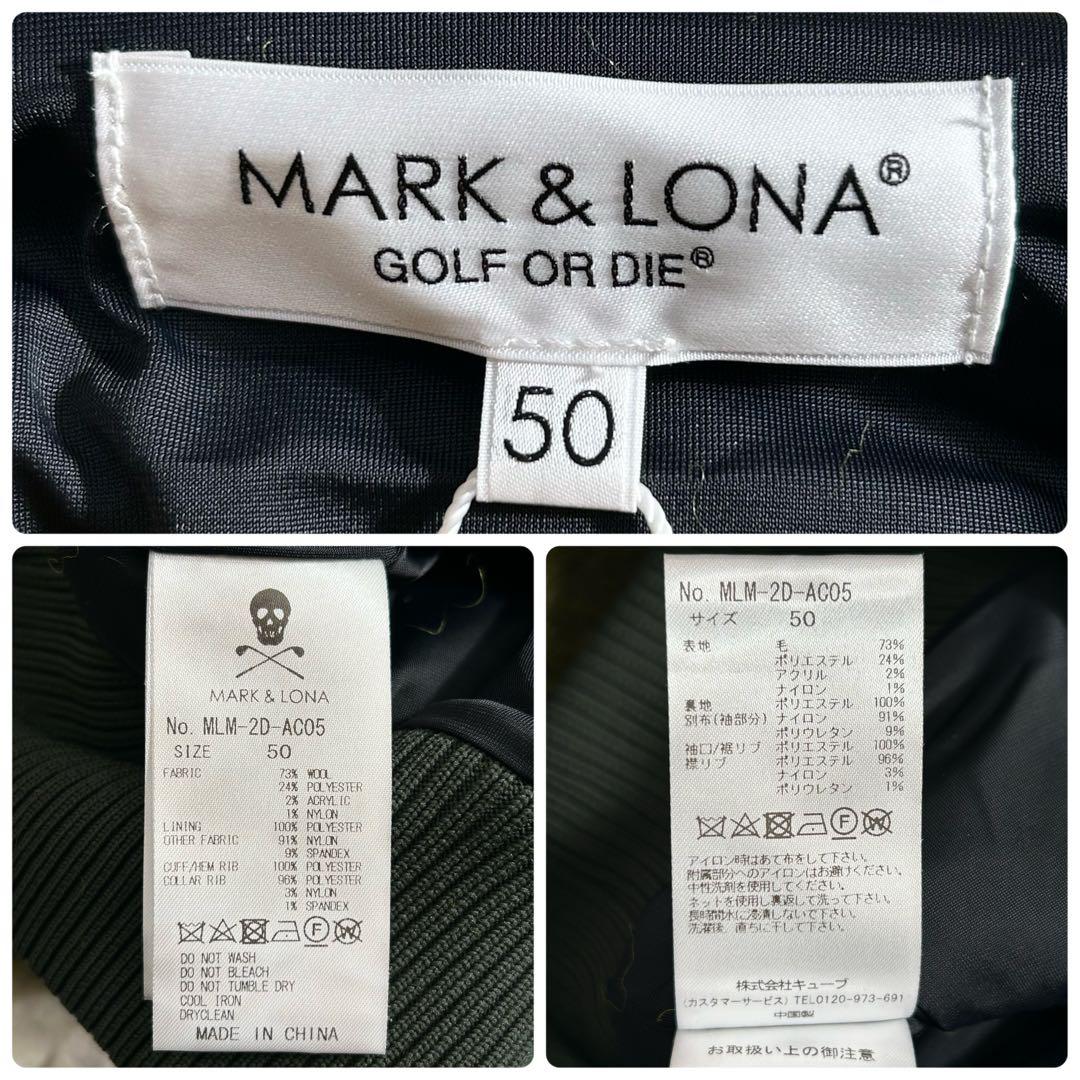 MARK & LONA®
GOLF OR DIE®
50
MARK & LONA
No. MLM-2D-AC05
SIZE 50
FABRIC 73% WOOL
24% POLYESTER
2% ACRYLIC
1% NYLON
LINING 100% POLYESTER
OTHER FABRIC 91% NYLON
9% SPANDEX
CUFF/HEM RIB 100% POLYESTER
COLLAR RIB 96% POLYESTER
3% NYLON
1% SPANDEX
F W
DO NOT WASH
DO NOT BLEACH
DO NOT TUMBLE DRY
COOL IRON
DRYCLEAN
MADE IN CHINA
No. MLM-2D-AC05
サイズ 50
表地 毛 73%
ポリエステル 24%
アクリル 2%
ナイロン 1%
裏地 ポリエステル 100%
別布(袖部分) ナイロン 91%
ポリウレタン 9%
袖口/裾リブ ポリエステル 100%
襟リブ ポリエステル 96%
ナイロン 3%
ポリウレタン 1%
F W
アイロン時はあて布をして下さい。
附属部分へのアイロンはお避けください。
中性洗剤を使用してください。
ネットを使用し裏返して洗って下さい。
長時間水に浸漬しないで下さい。
洗濯後、直ちに干して下さい。
株式会社キューブ
(カスタマーサービス) TEL0120-973-691
中国製
お取扱い上の御注意